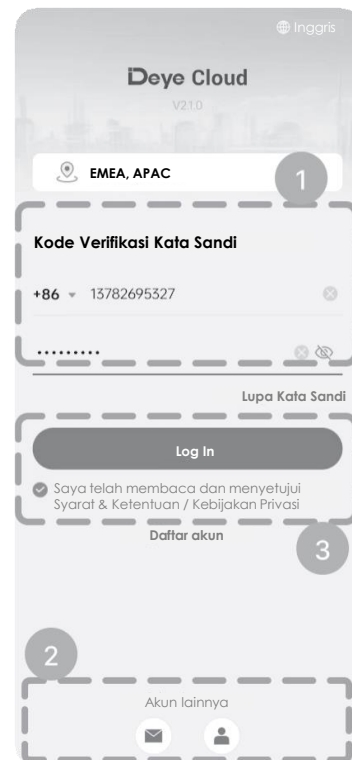 Inggris
Deye Cloud
V2.1.0
EMEA, APAC
1
Kode Verifikasi Kata Sandi
+86 13782695327
•••••••••
Lupa Kata Sandi
Log In
Saya telah membaca dan menyetujui
Syarat & Ketentuan / Kebijakan Privasi
Daftar akun
3
2
Akun lainnya